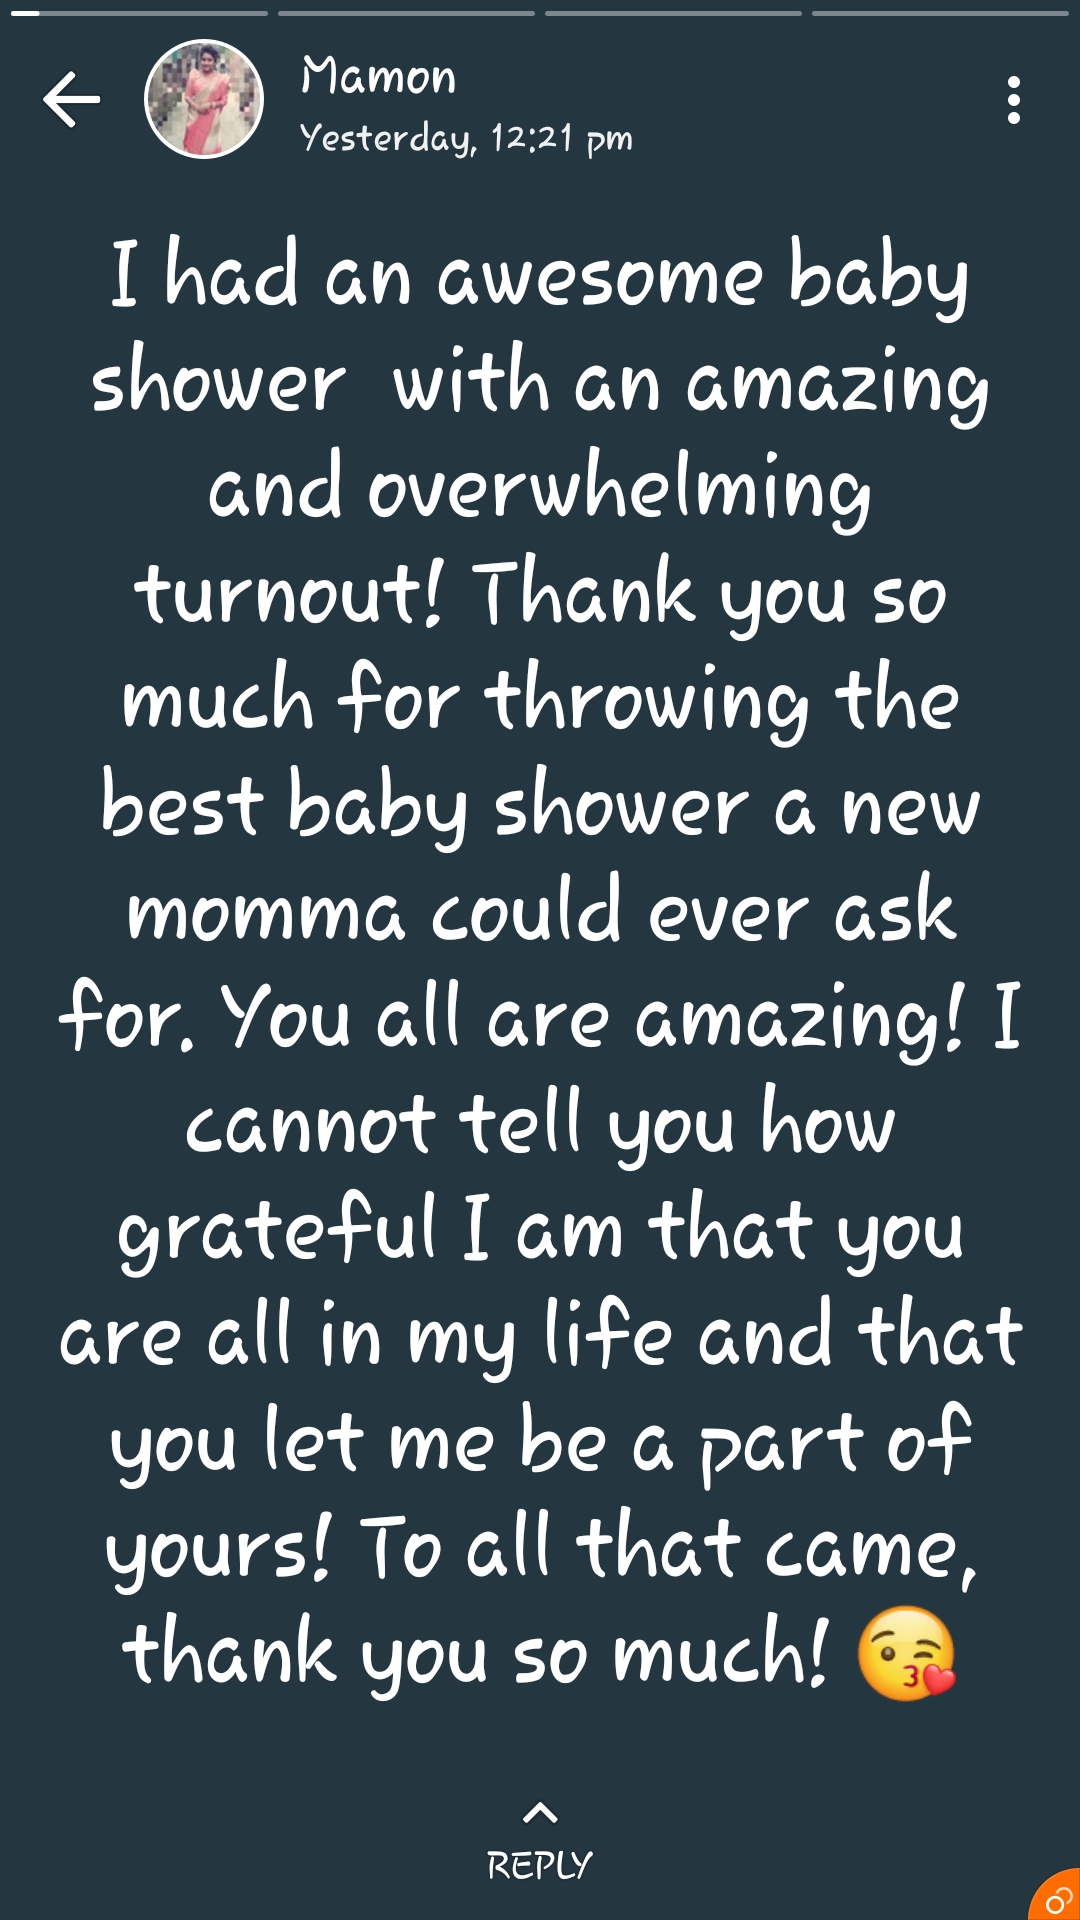 Mamon
Yesterday, 12:21 pm
I had an awesome baby
shower  with an amazing
and overwhelming
turnout! Thank you so
much for throwing the
best baby shower a new
momma could ever ask
for. You all are amazing! I
cannot tell you how
grateful I am that you
are all in my life and that
you let me be a part of
yours! To all that came,
thank you so much! 😘
REPLY